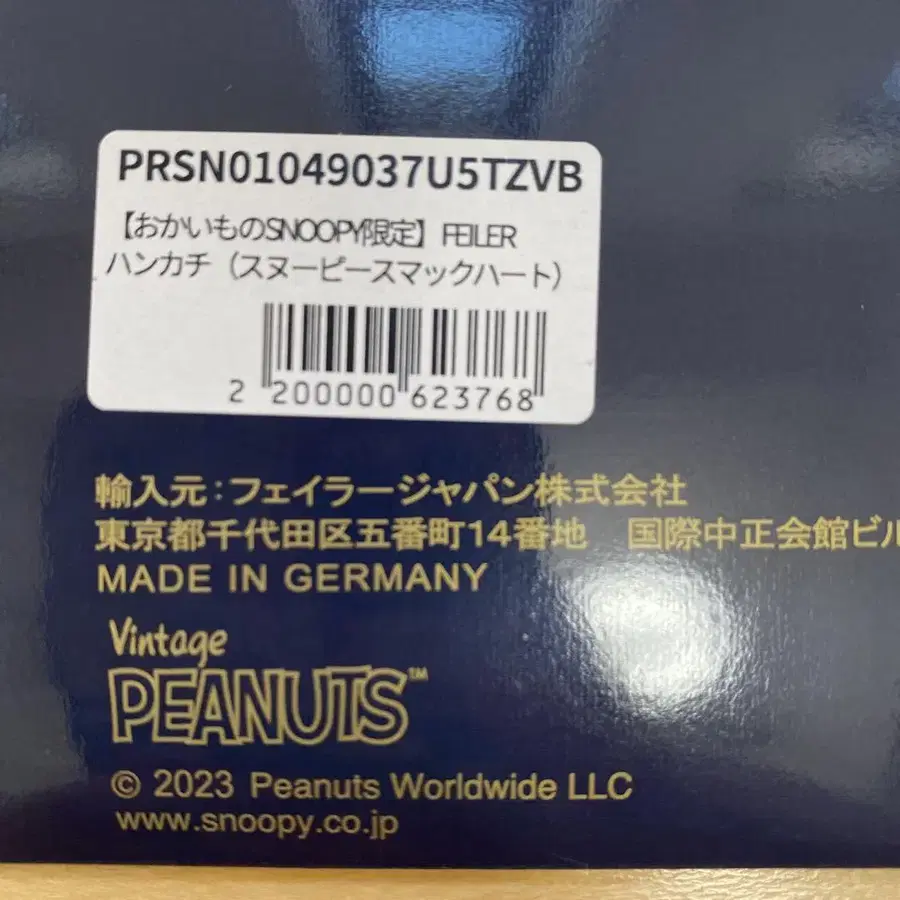 PRSN01049037U5TZVB
【おかいものSNOOPY限定】FEILER
ハンカチ（スヌーピースマックハート）
2 200000 623768
輸入元：フェイラージャパン株式会社
東京都千代田区五番町14番地　国際中正会館ビル
MADE IN GERMANY
Vintage
PEANUTS™
© 2023 Peanuts Worldwide LLC
www.snoopy.co.jp